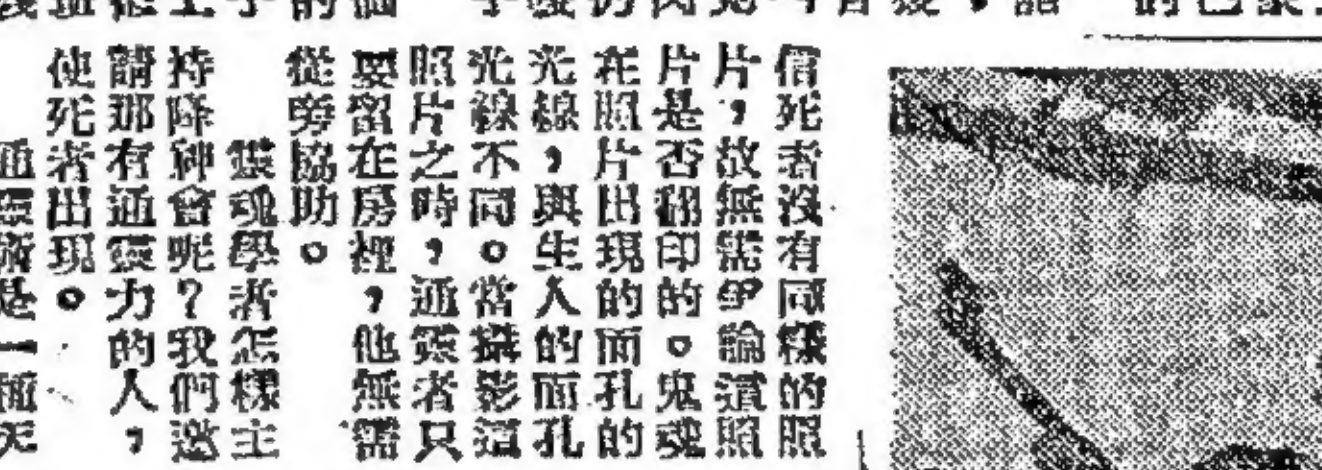 借死者沒有同樣的照
片，故無需爭論這照
片是否翻印的。鬼魂
在照片出現的面孔的
光線，與生人的面孔
光線不同。當攝影這
照片之時，通靈者只
要留在房裡，他無需
從旁協助。
靈魂學者怎樣主
持降神會呢？我們邀
請那有通靈力的人，
使死者出現。
通靈術是一種天